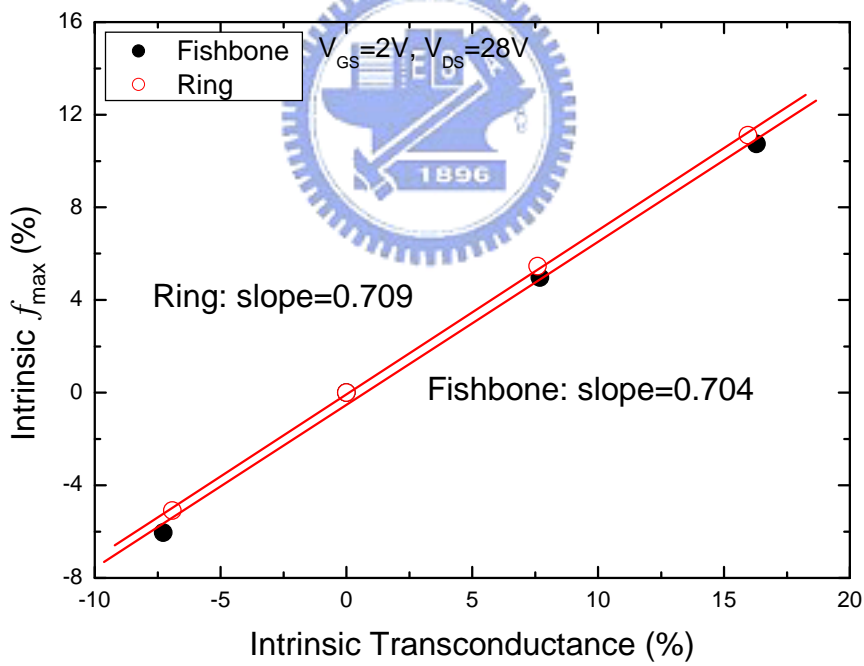 16
12
8
4
0
-4
-8
Intrinsic f_max (%)
Fishbone
Ring
V_GS=2V, V_DS=28V
1896
Ring: slope=0.709
Fishbone: slope=0.704
-10 -5 0 5 10 15 20
Intrinsic Transconductance (%)